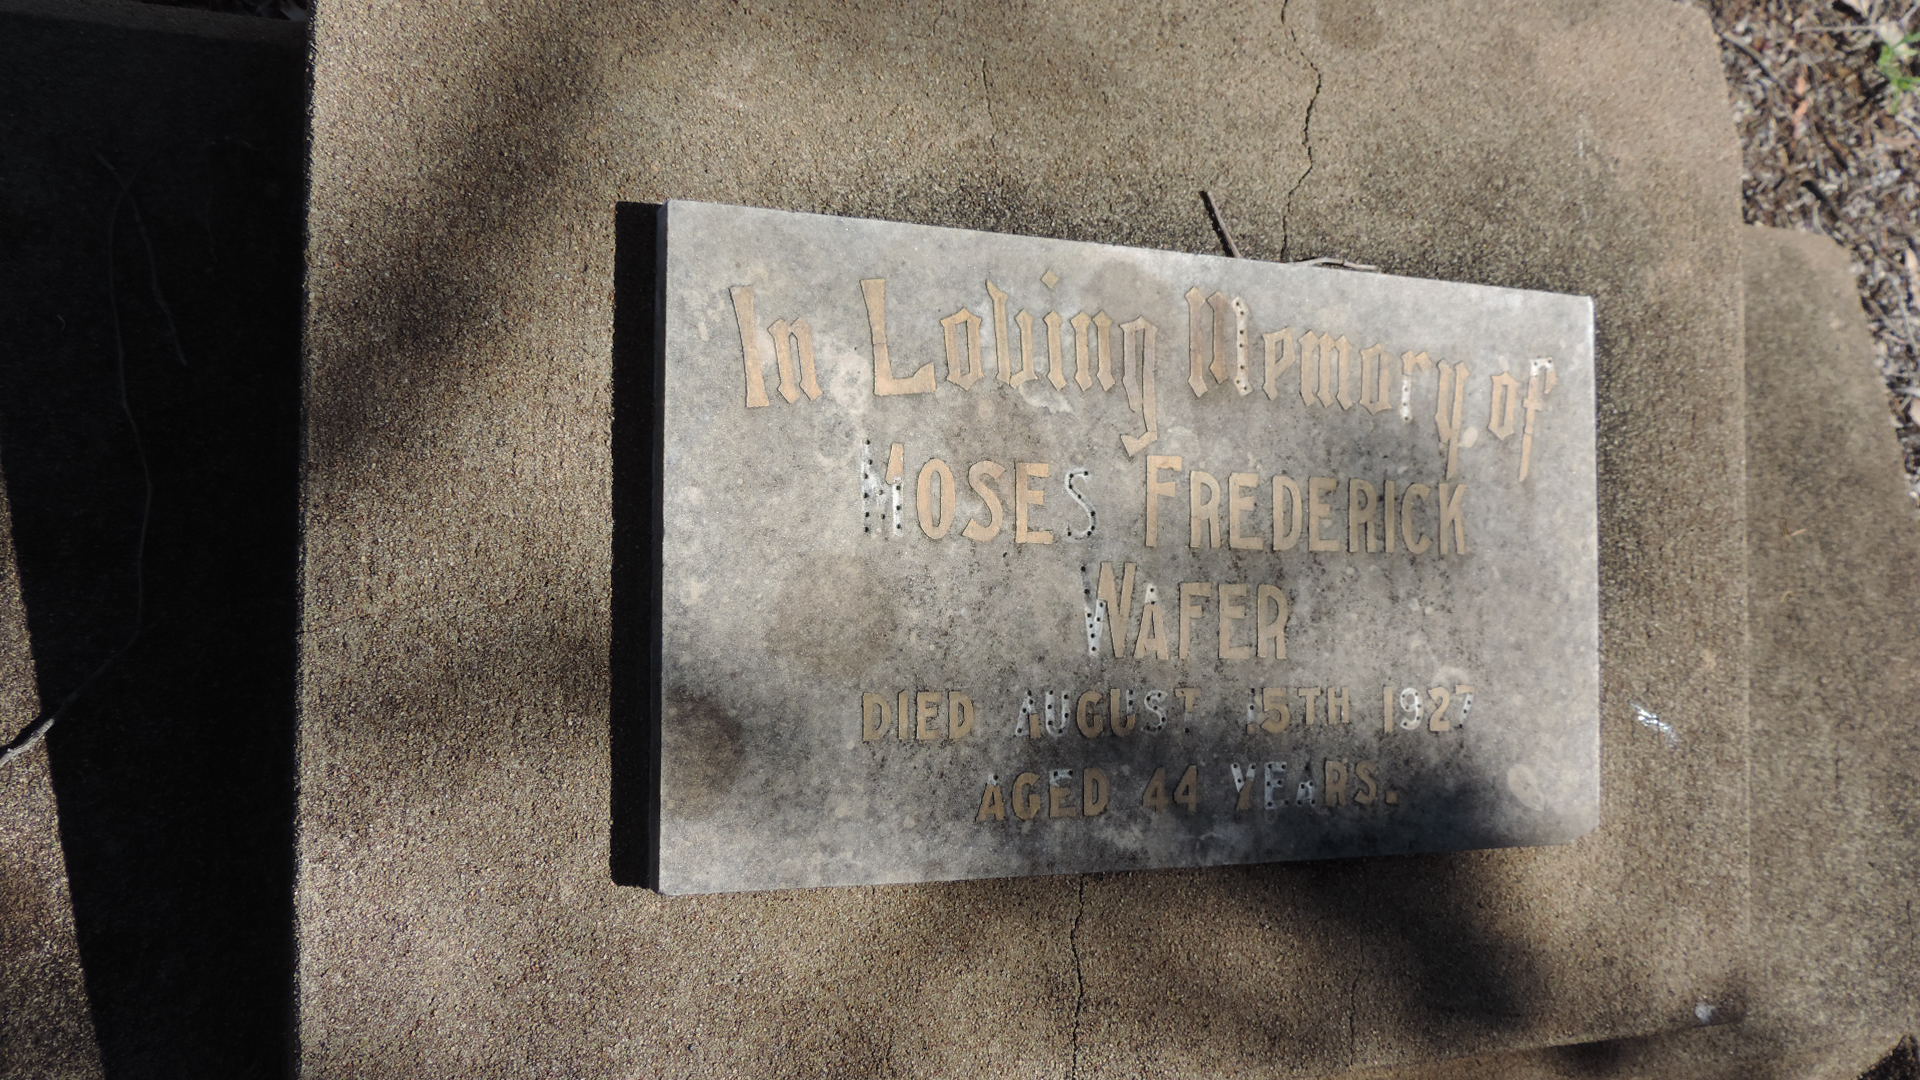 In Loving Memory of
MOSES FREDERICK
WAFER
DIED AUGUST 15TH 1927
AGED 44 YEARS.